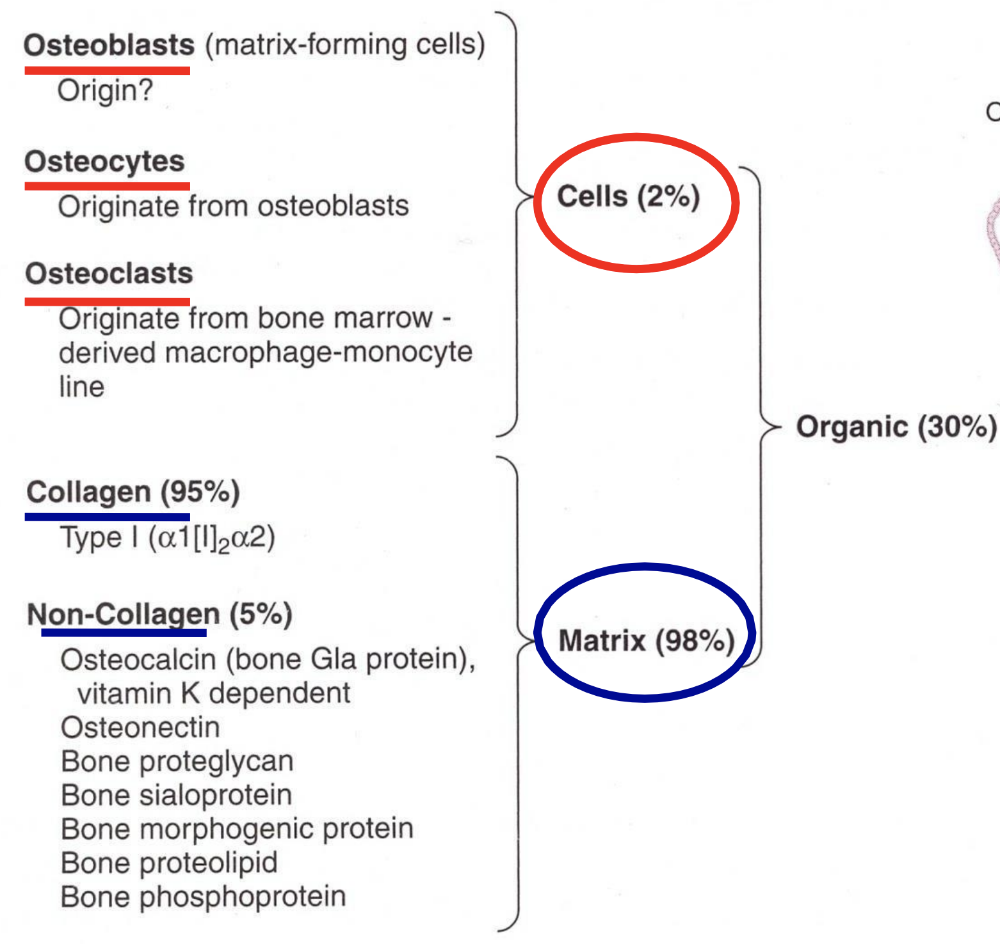 Osteoblasts (matrix-forming cells)
Origin?
Osteocytes
Originate from osteoblasts
Osteoclasts
Originate from bone marrow -
derived macrophage-monocyte
line
Cells (2%)
Organic (30%)
Collagen (95%)
Type I (α1[I]₂α2)
Non-Collagen (5%)
Osteocalcin (bone Gla protein),
vitamin K dependent
Osteonectin
Bone proteglycan
Bone sialoprotein
Bone morphogenic protein
Bone proteolipid
Bone phosphoprotein
Matrix (98%)